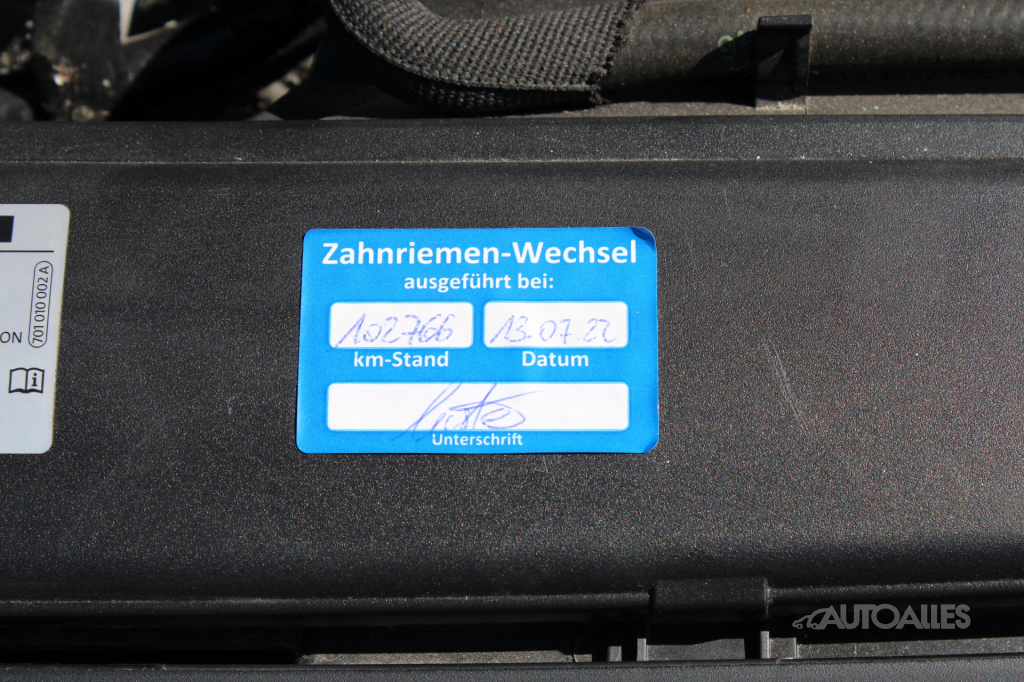 Zahnriemen-Wechsel
ausgeführt bei:
102766 13.07.22
km-Stand Datum
Unterschrift
ON
701 010 002 A
AUTOALLES